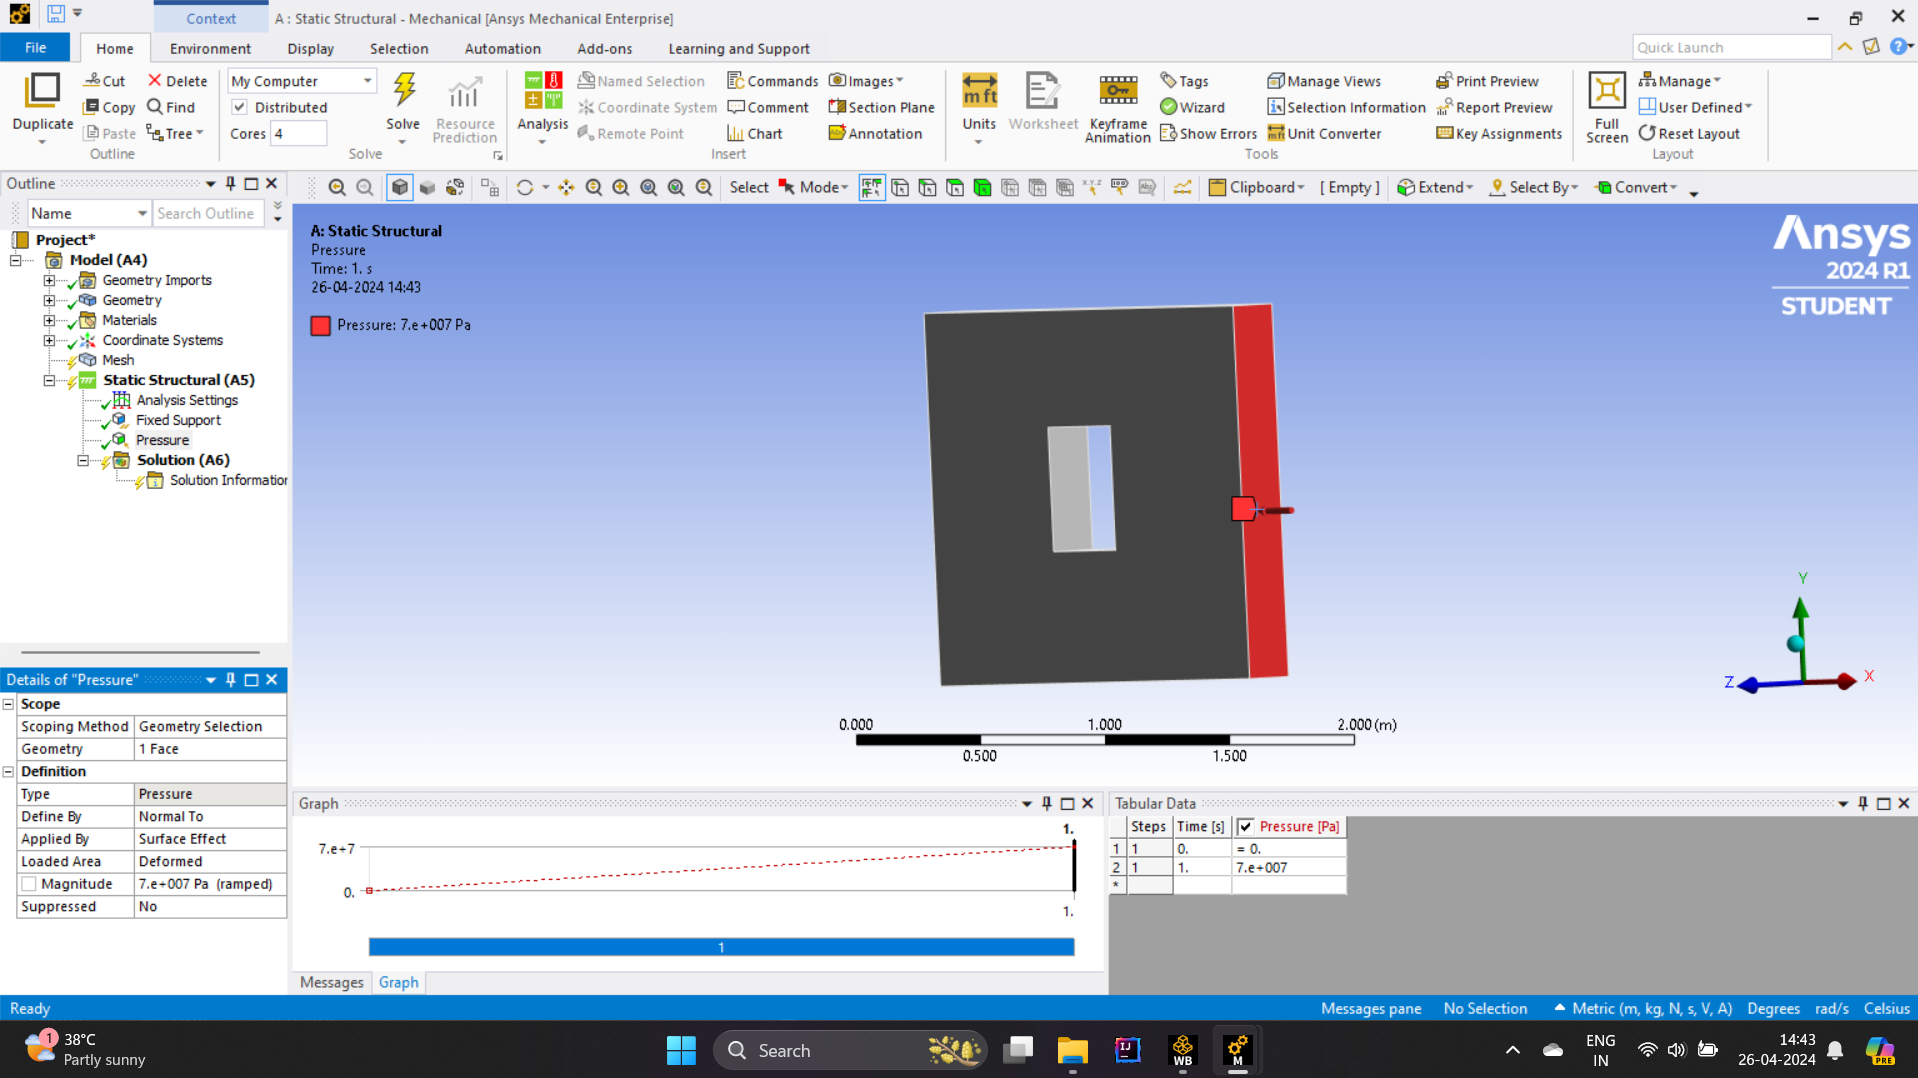 Context
A : Static Structural - Mechanical [Ansys Mechanical Enterprise]
File
Home
Environment
Display
Selection
Automation
Add-ons
Learning and Support
Quick Launch
Duplicate
Cut
Copy
Paste
Delete
Find
Tree
Outline
My Computer
Distributed
Cores 4
Solve
Resource Prediction
Solve
Analysis
Named Selection
Coordinate System
Remote Point
Commands
Comment
Chart
Images
Section Plane
Annotation
Insert
Units
Worksheet
Keyframe Animation
Tags
Wizard
Show Errors
Manage Views
Selection Information
Unit Converter
Print Preview
Report Preview
Key Assignments
Tools
Full Screen
Manage
User Defined
Reset Layout
Layout
Outline
Name
Search Outline
Select
Mode
Clipboard
[ Empty ]
Extend
Select By
Convert
Project*
Model (A4)
Geometry Imports
Geometry
Materials
Coordinate Systems
Mesh
Static Structural (A5)
Analysis Settings
Fixed Support
Pressure
Solution (A6)
Solution Information
A: Static Structural
Pressure
Time: 1. s
26-04-2024 14:43
Pressure: 7.e+007 Pa
Ansys
2024 R1
STUDENT
Y
Z
X
0.000
1.000
2.000 (m)
0.500
1.500
Details of "Pressure"
Scope
Scoping Method Geometry Selection
Geometry 1 Face
Definition
Type Pressure
Define By Normal To
Applied By Surface Effect
Loaded Area Deformed
Magnitude 7.e+007 Pa (ramped)
Suppressed No
Graph
1.
7.e+7
0.
1.
1
Messages
Graph
Tabular Data
Steps Time [s] Pressure [Pa]
1 1 0. = 0.
2 1 1. 7.e+007
*
Ready
Messages pane
No Selection
Metric (m, kg, N, s, V, A)
Degrees
rad/s
Celsius
1
38°C
Partly sunny
Search
IJ
WB
M
ENG
IN
14:43
26-04-2024
PRE